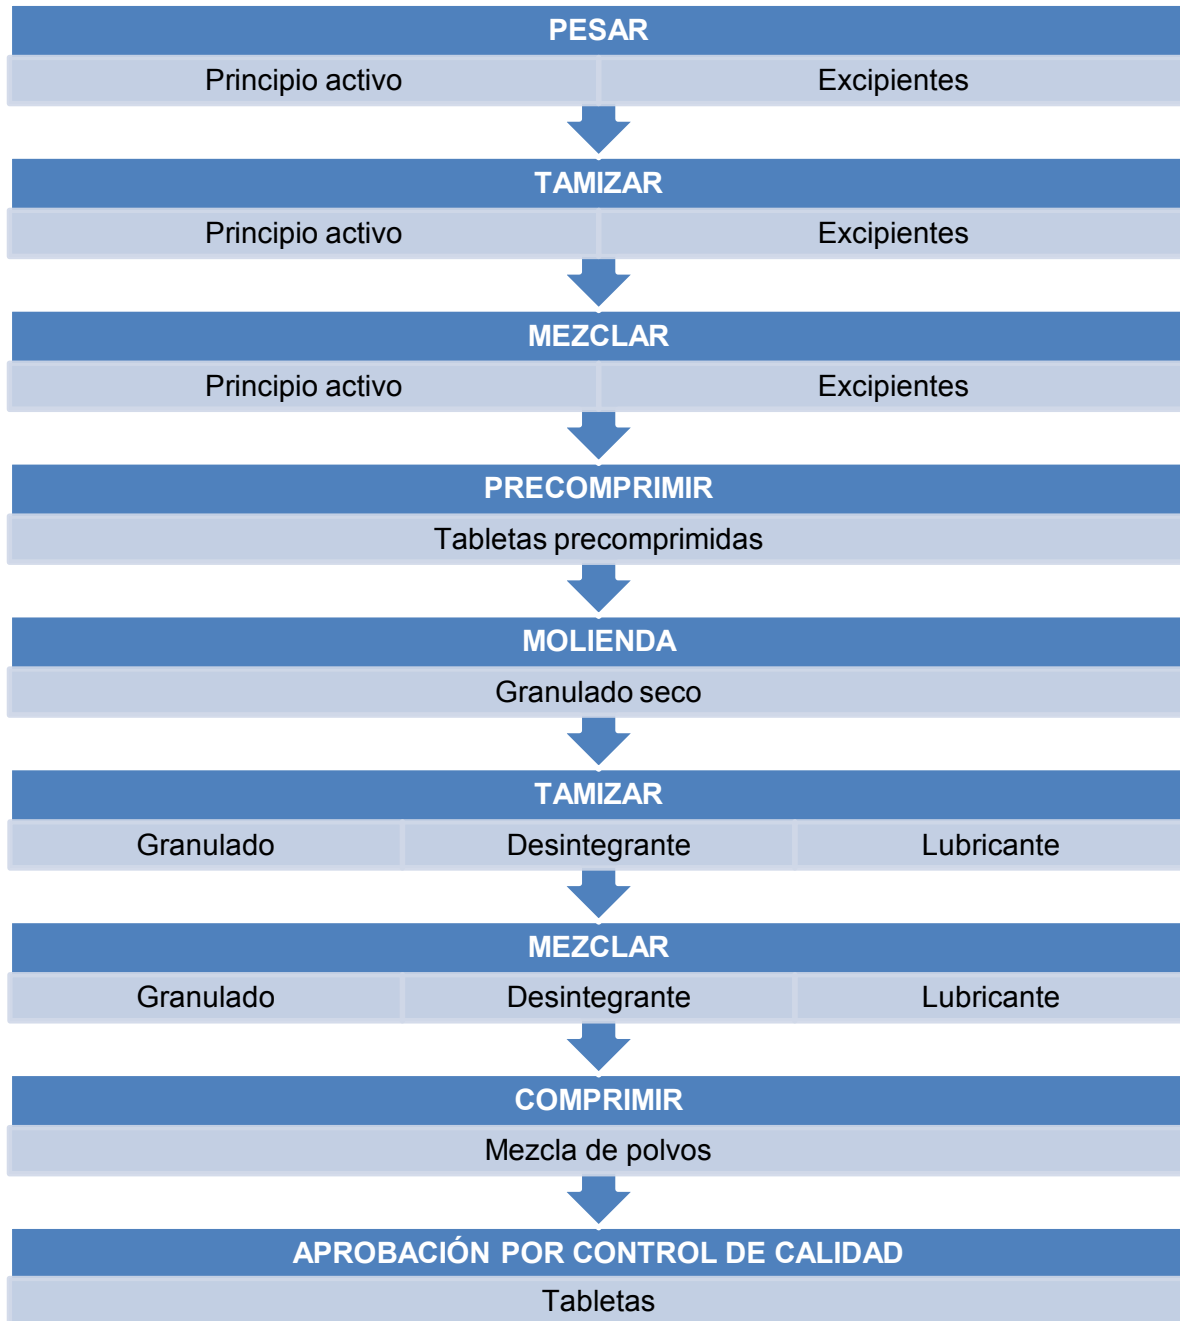 PESAR
Principio activo Excipientes
TAMIZAR
Principio activo Excipientes
MEZCLAR
Principio activo Excipientes
PRECOMPRIMIR
Tabletas precomprimidas
MOLIENDA
Granulado seco
TAMIZAR
Granulado Desintegrante Lubricante
MEZCLAR
Granulado Desintegrante Lubricante
COMPRIMIR
Mezcla de polvos
APROBACIÓN POR CONTROL DE CALIDAD
Tabletas